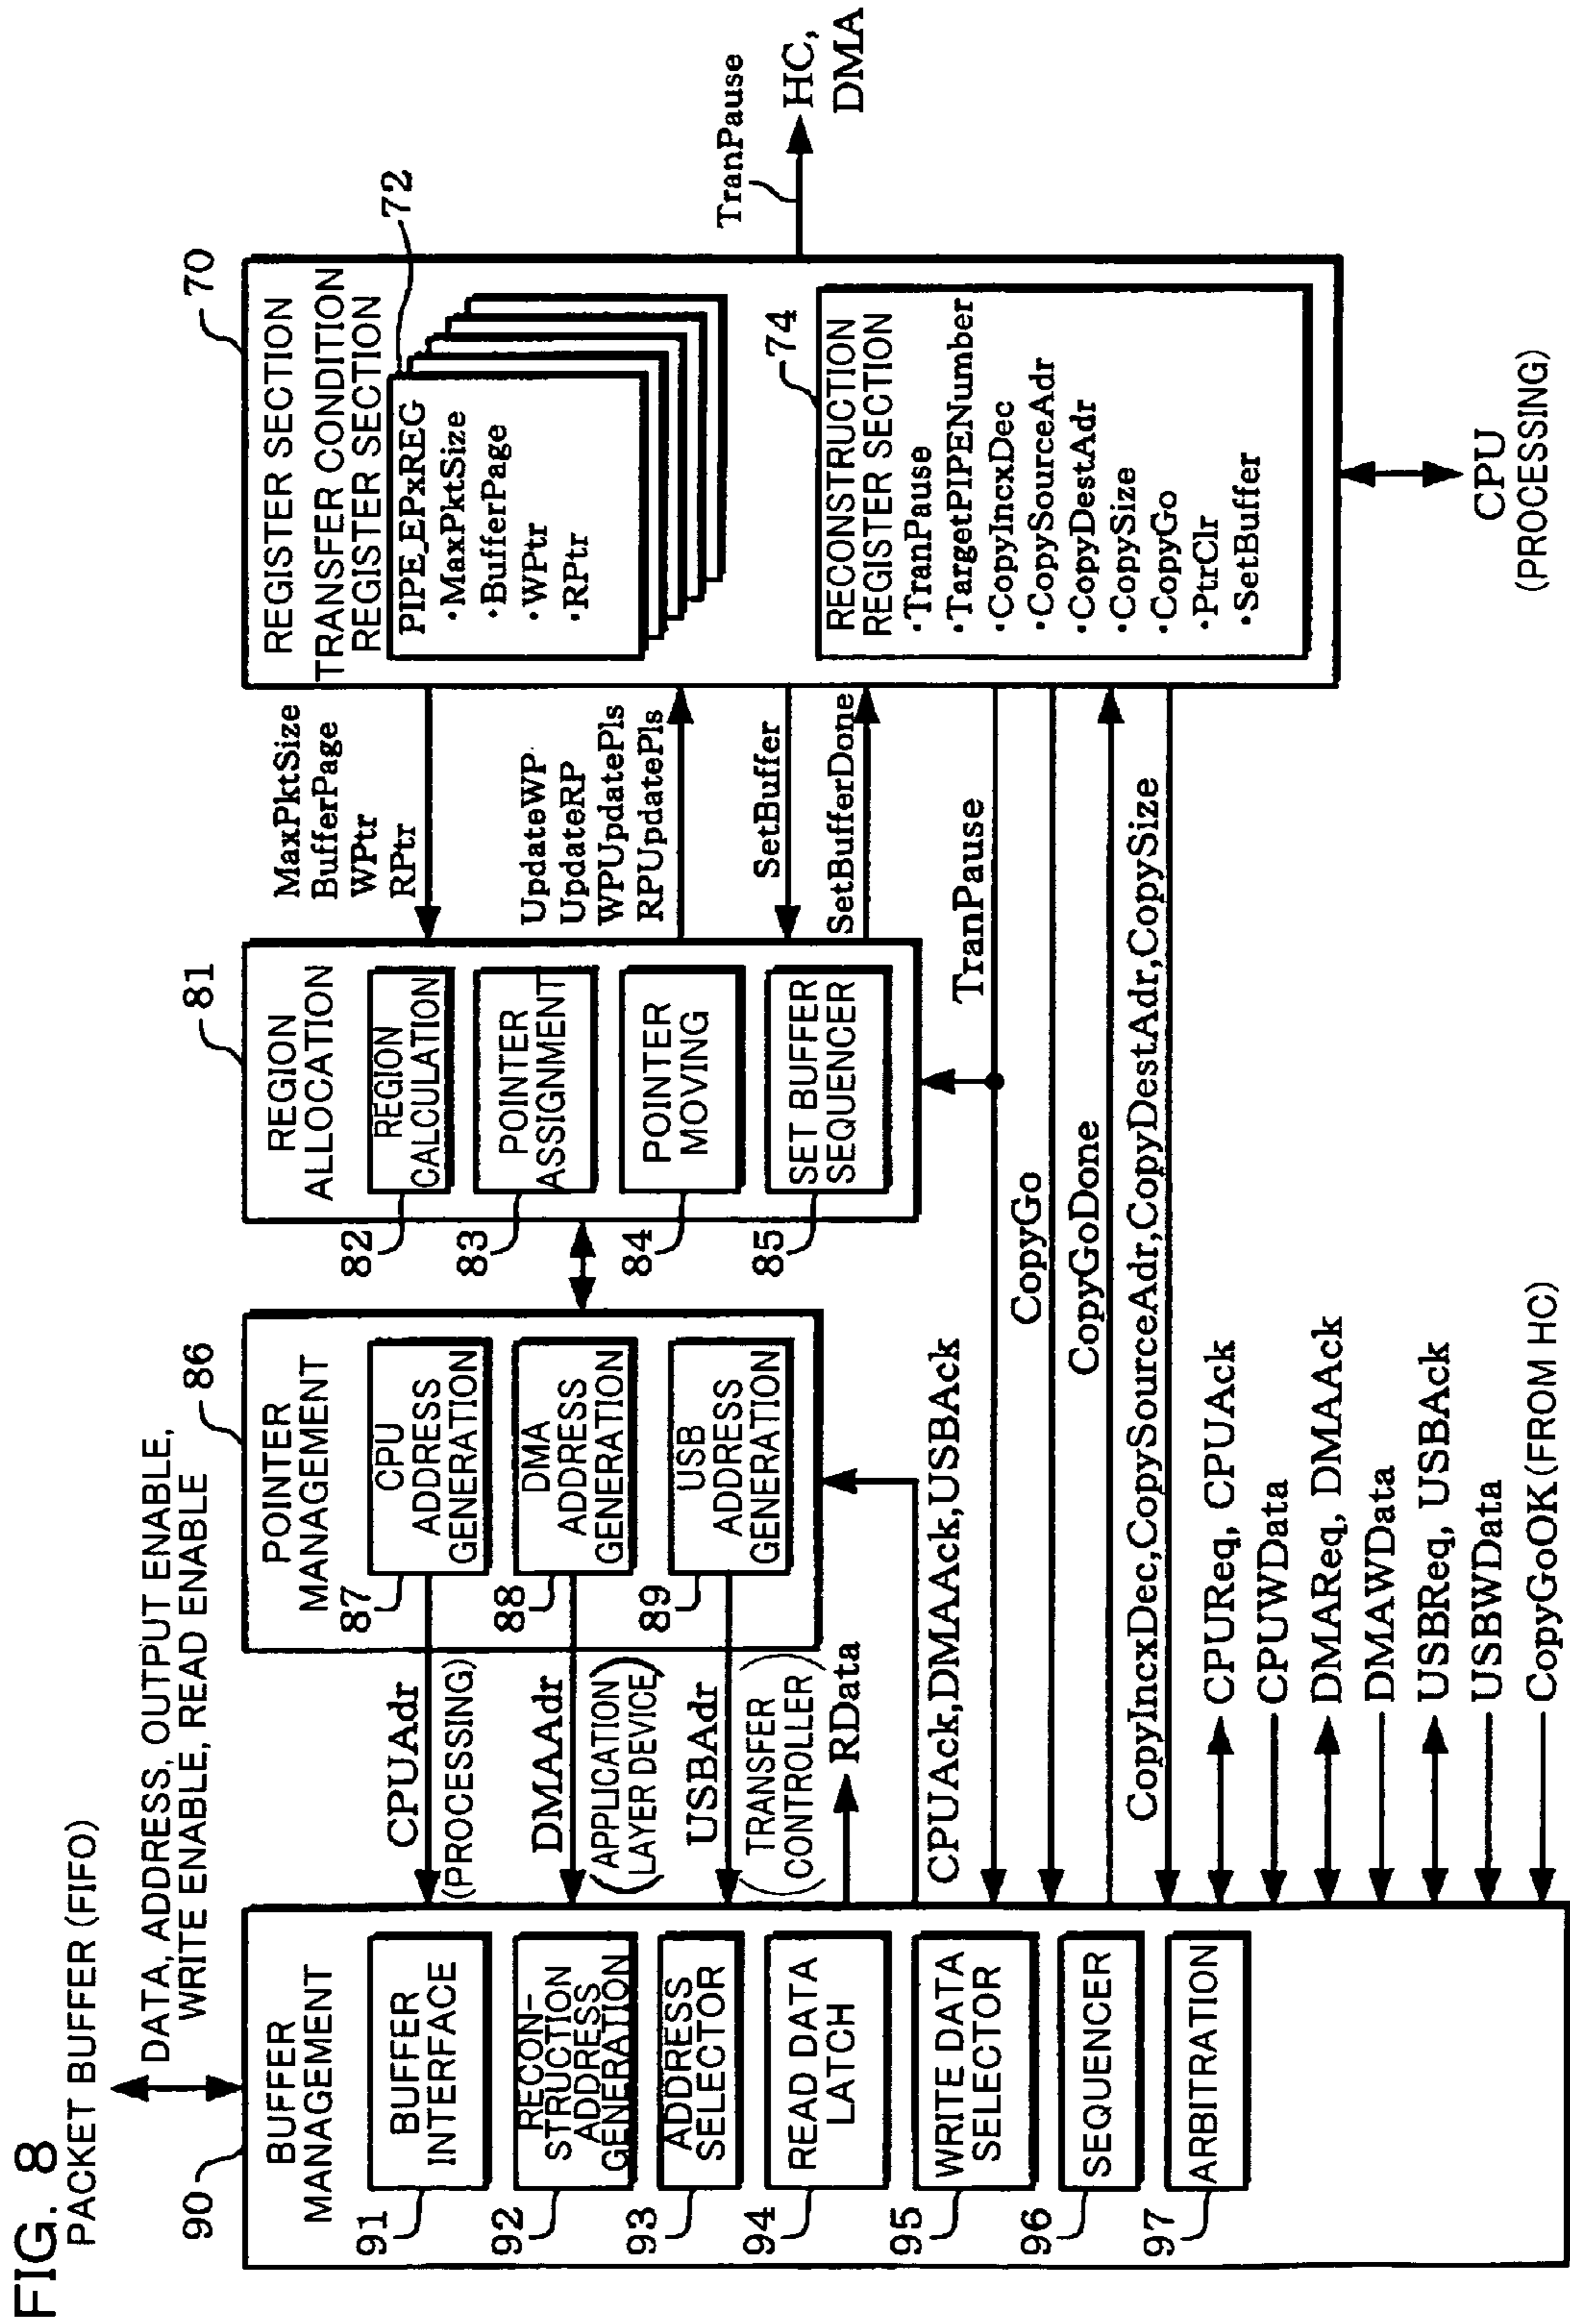 FIG. 8
PACKET BUFFER (FIFO)
DATA, ADDRESS, OUTPUT ENABLE,
WRITE ENABLE, READ ENABLE
90
BUFFER
MANAGEMENT
91
BUFFER
INTERFACE
92
RECON-
STRUCTION
ADDRESS
GENERATION
93
ADDRESS
SELECTOR
94
READ DATA
LATCH
95
WRITE DATA
SELECTOR
96
SEQUENCER
97
ARBITRATION
CPUAdr
(PROCESSING)
DMAAdr
(APPLICATION
LAYER DEVICE)
USBAdr
(TRANSFER
CONTROLLER)
RData
CPUAck,DMAAck,USBAck
86
POINTER
MANAGEMENT
87
CPU
ADDRESS
GENERATION
88
DMA
ADDRESS
GENERATION
89
USB
ADDRESS
GENERATION
81
REGION
ALLOCATION
82
REGION
CALCULATION
83
POINTER
ASSIGNMENT
84
POINTER
MOVING
85
SET BUFFER
SEQUENCER
MaxPktSize
BufferPage
WPtr
RPtr
UpdateWP
UpdateRP
WPUpdatePls
RPUpdatePls
SetBuffer
SetBufferDone
TranPause
CopyGo
CopyGoDone
CopyIncxDec,CopySourceAdr,CopyDestAdr,CopySize
CPUReq, CPUAck
CPUWData
DMAReq, DMAAck
DMAWData
USBReq, USBAck
USBWData
CopyGoOK(FROM HC)
70
REGISTER SECTION
TRANSFER CONDITION
REGISTER SECTION
72
PIPE_EPxREG
·MaxPktSize
·BufferPage
·WPtr
·RPtr
74
RECONSTRUCTION
REGISTER SECTION
·TranPause
·TargetPIPENumber
·CopyIncxDec
·CopySourceAdr
·CopyDestAdr
·CopySize
·CopyGo
·PtrClr
·SetBuffer
TranPause
HC,
DMA
CPU
(PROCESSING)